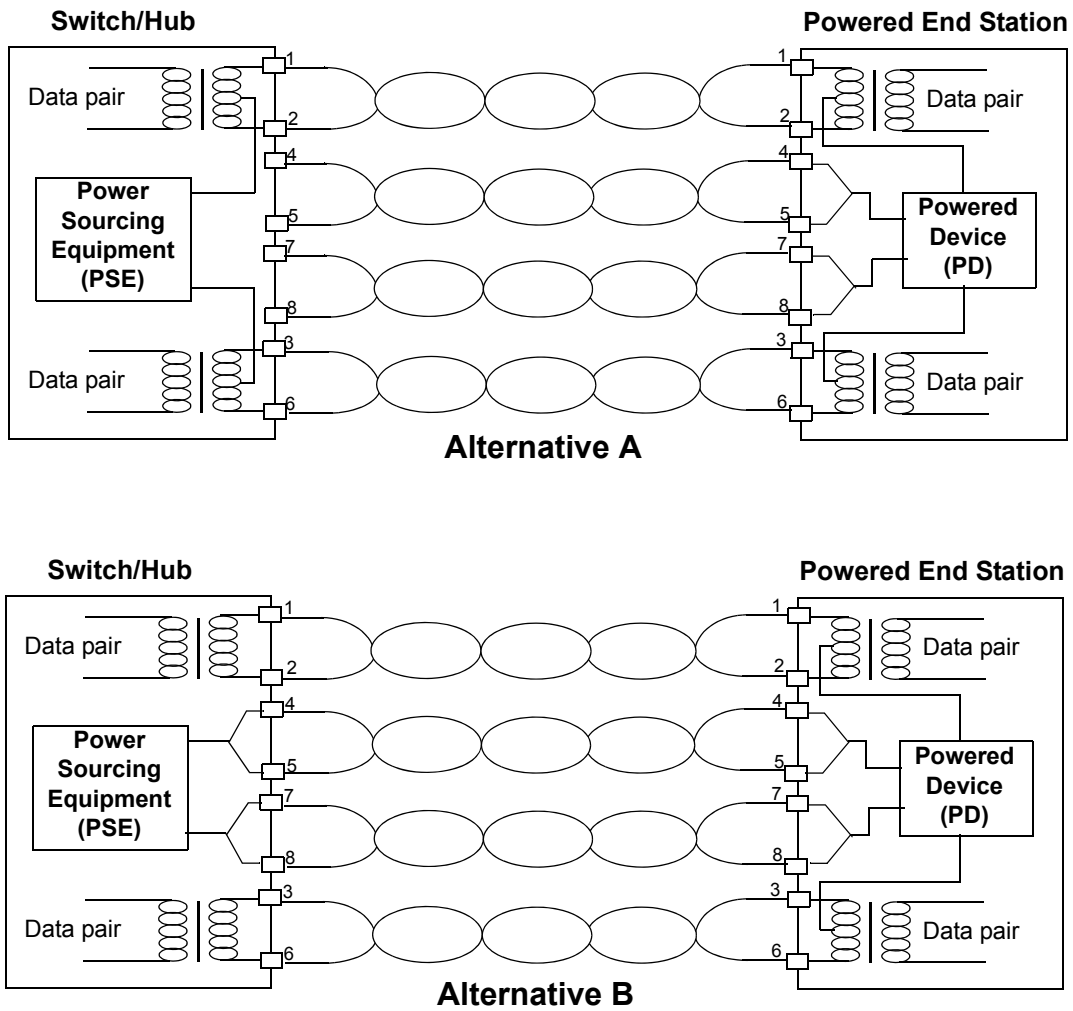 Switch/Hub
Powered End Station
1
1
Data pair
Data pair
2
2
4
4
Power
Sourcing
Equipment
(PSE)
Powered
Device
(PD)
5
5
7
7
8
8
3
3
Data pair
Data pair
6
6
Alternative A
Switch/Hub
Powered End Station
1
1
Data pair
Data pair
2
2
4
4
Power
Sourcing
Equipment
(PSE)
Powered
Device
(PD)
5
5
7
7
8
8
3
3
Data pair
Data pair
6
6
Alternative B